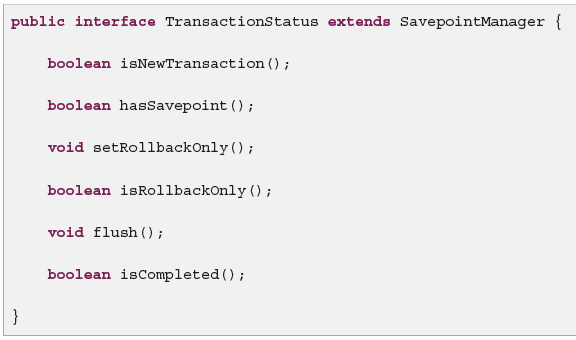 public interface TransactionStatus extends SavepointManager {
boolean isNewTransaction();
boolean hasSavepoint();
void setRollbackOnly();
boolean isRollbackOnly();
void flush();
boolean isCompleted();
}